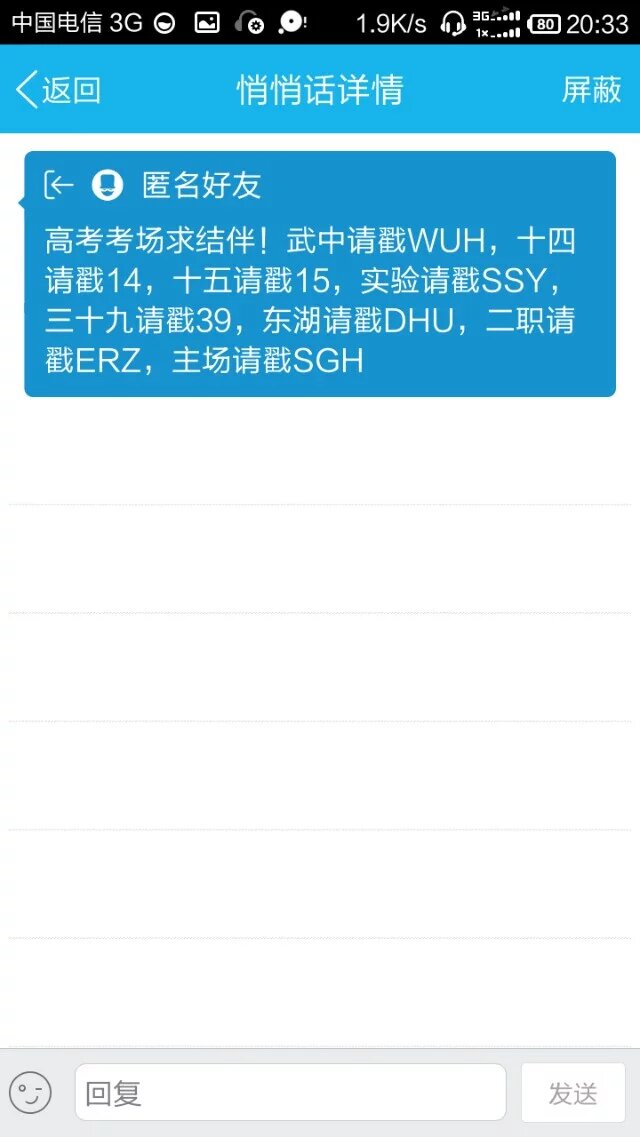 中国电信 3G 1.9K/s 3G 1x 80 20:33
返回 悄悄话详情 屏蔽
匿名好友
高考考场求结伴！武中请戳WUH，十四
请戳14，十五请戳15，实验请戳SSY，
三十九请戳39，东湖请戳DHU，二职请
戳ERZ，主场请戳SGH
回复 发送